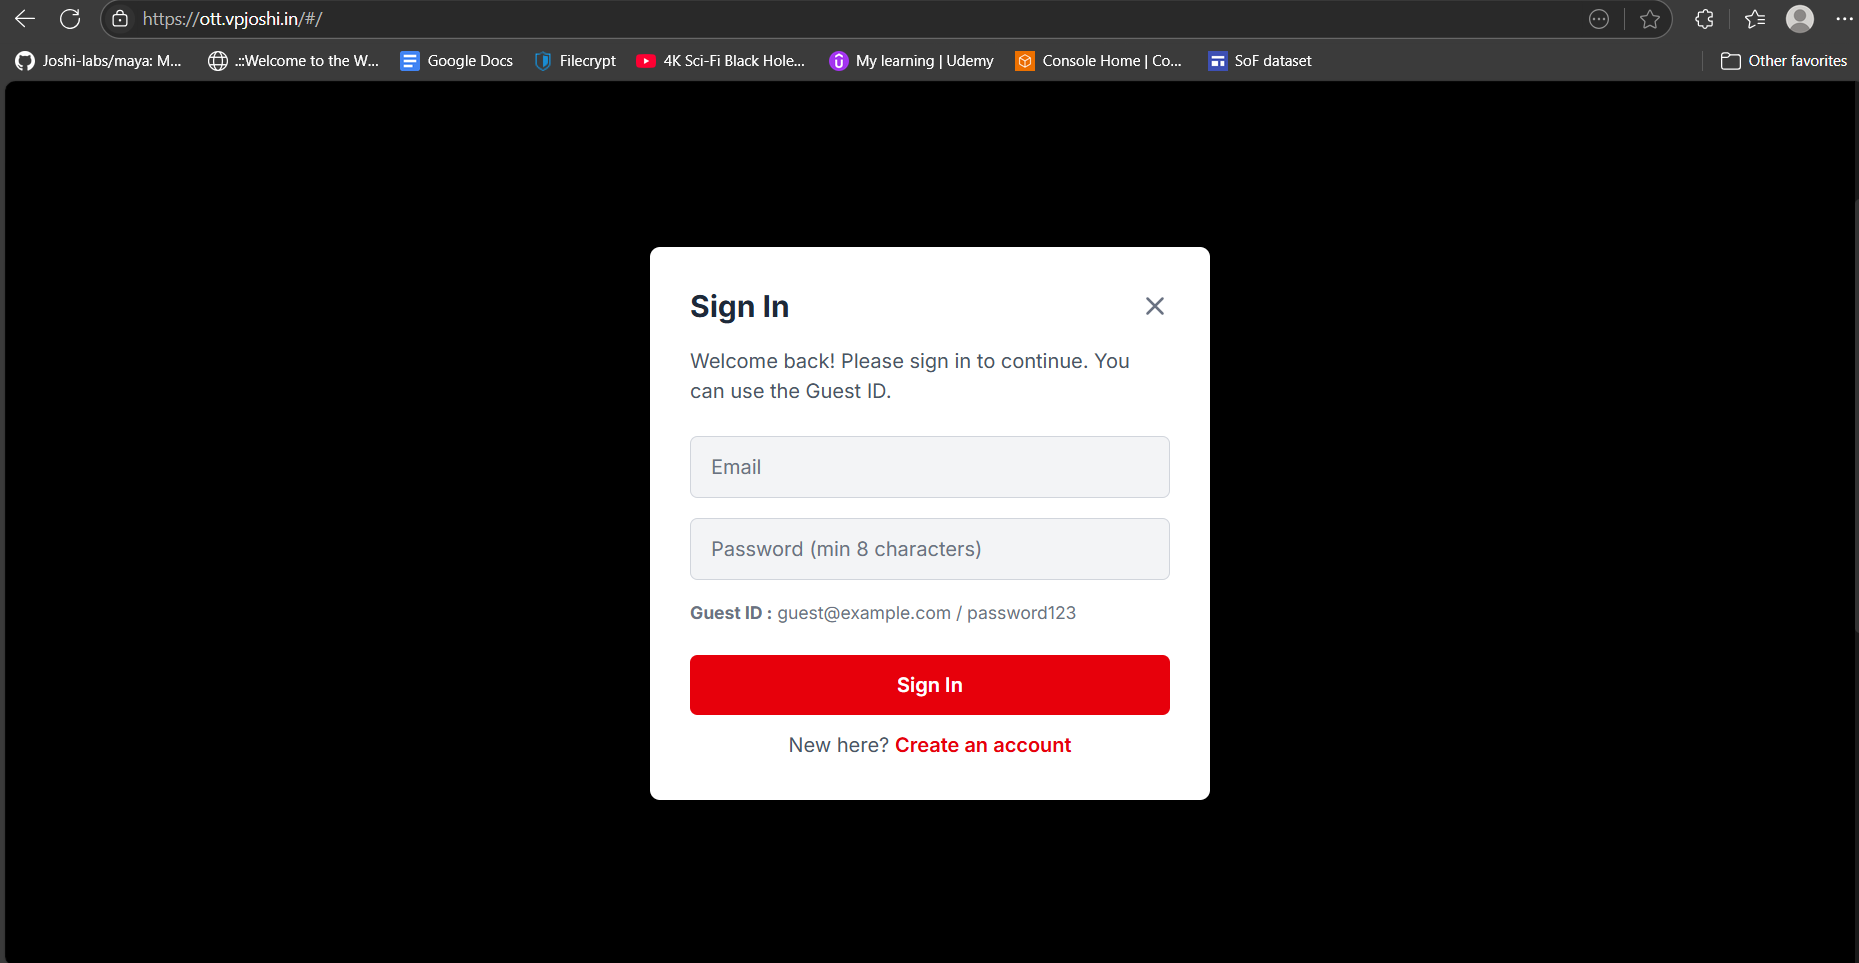 https://ott.vpjoshi.in/#/
Joshi-labs/maya: M... .::Welcome to the W... Google Docs Filecrypt 4K Sci-Fi Black Hole... My learning | Udemy Console Home | Co... SoF dataset Other favorites
Sign In
Welcome back! Please sign in to continue. You
can use the Guest ID.
Email
Password (min 8 characters)
Guest ID : guest@example.com / password123
Sign In
New here? Create an account